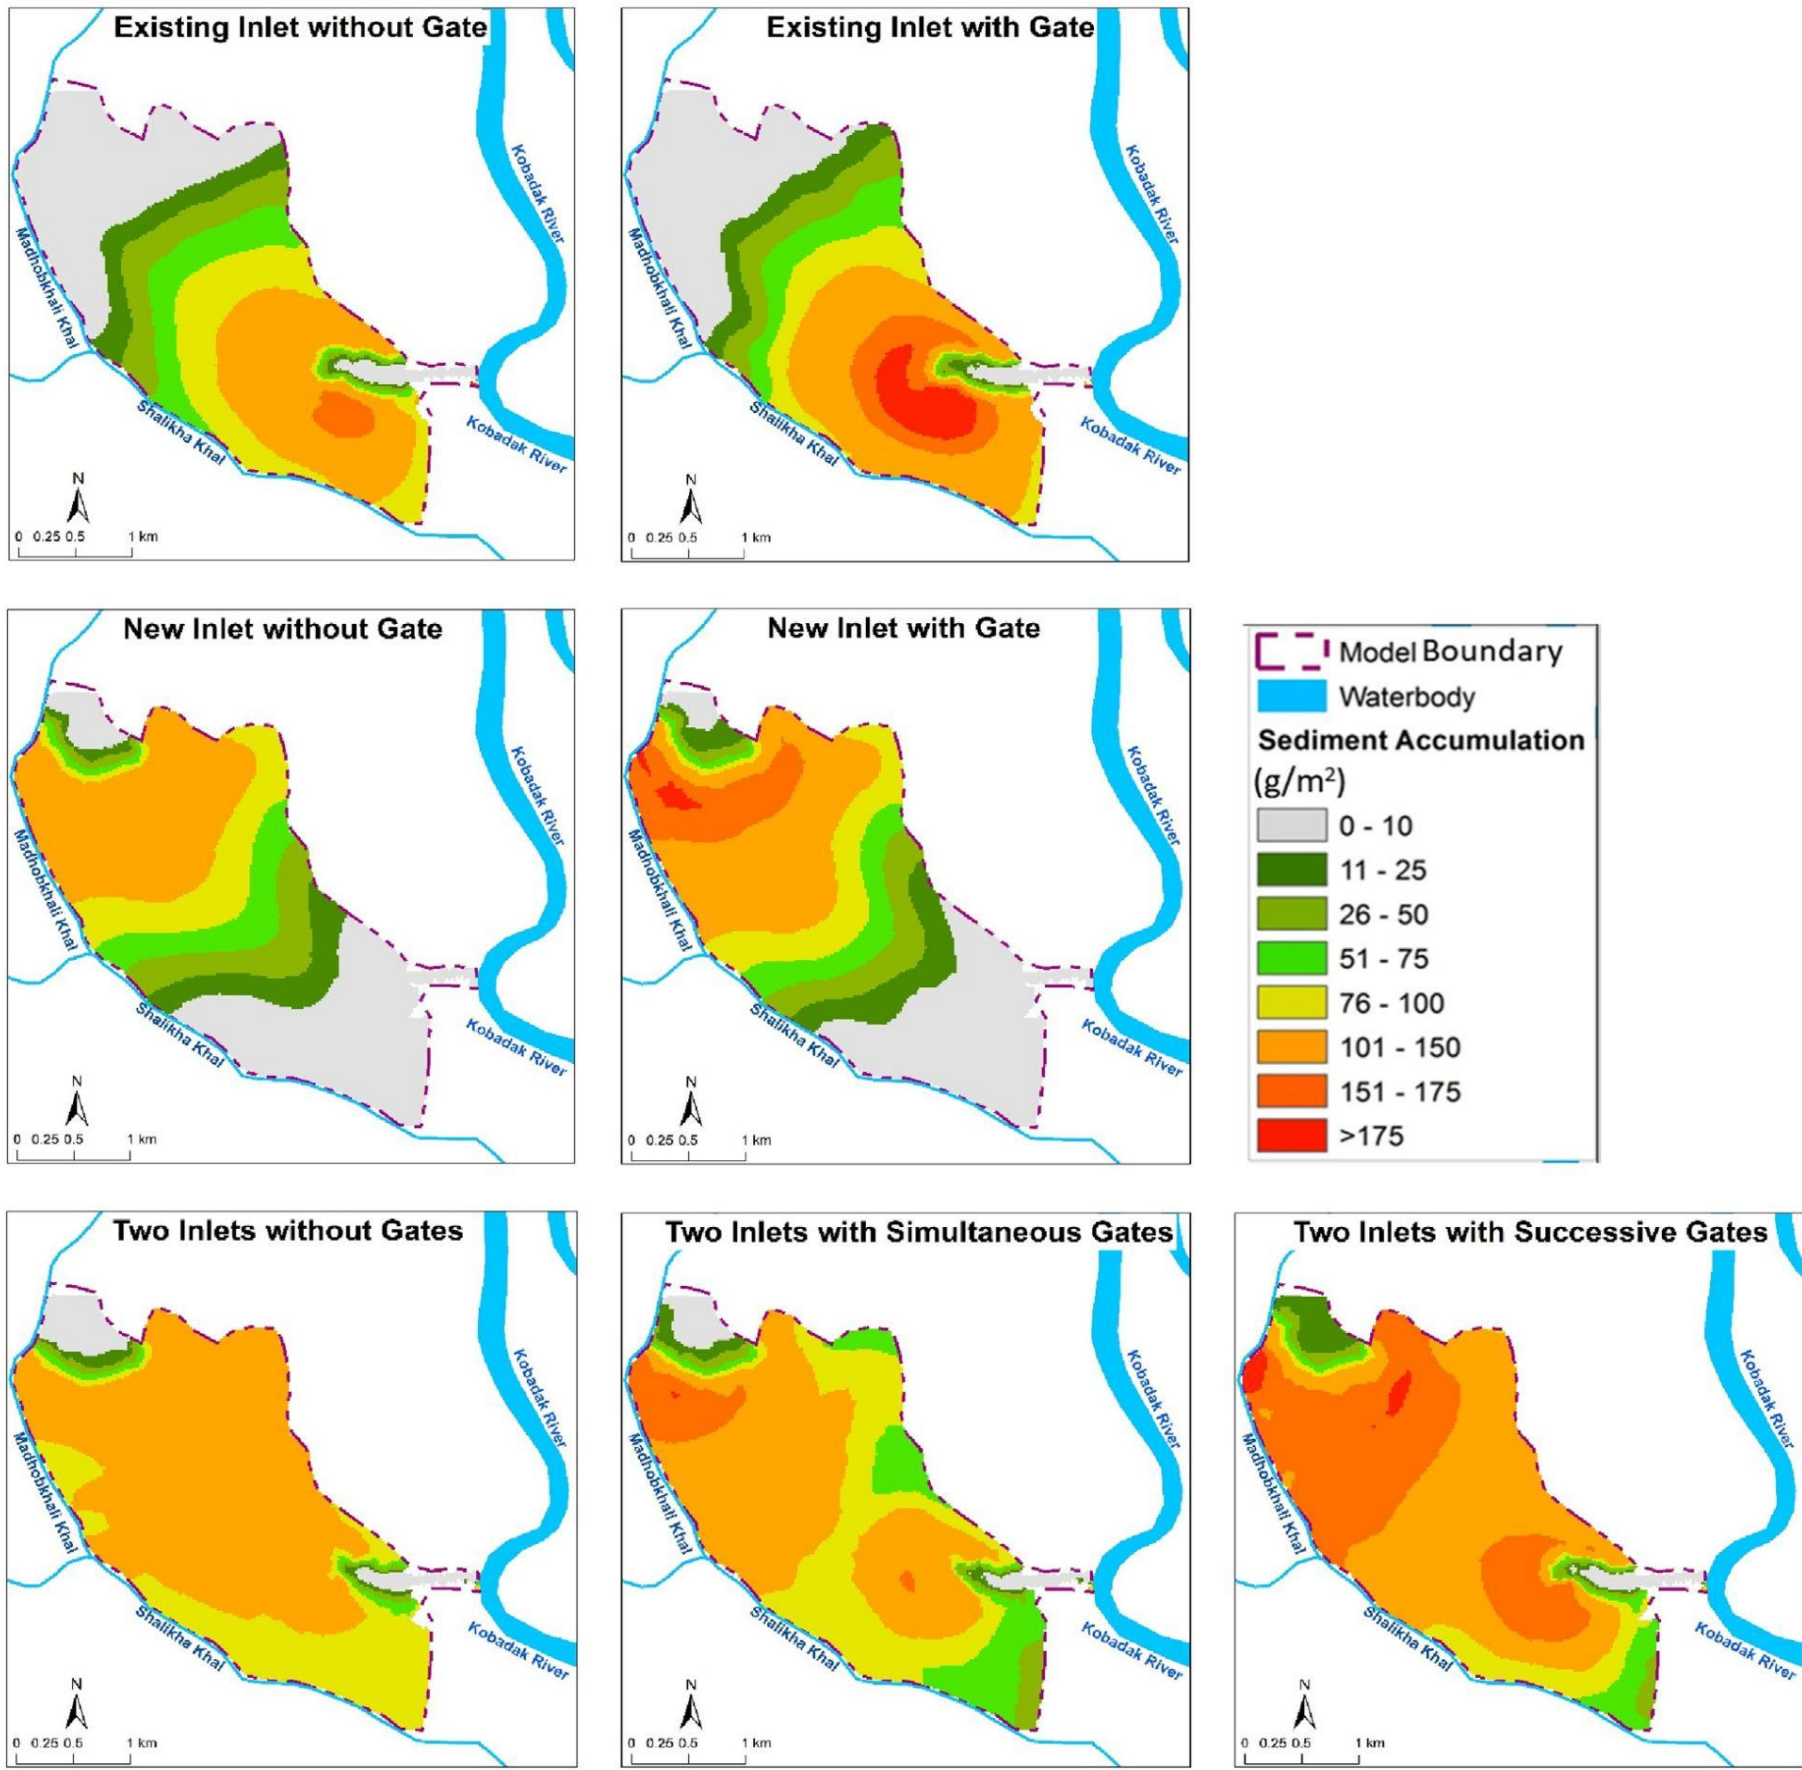 Existing Inlet without Gate
Kobadak River
Madhobkhali Khal
Shalikha Khal
Kobadak River
N
0 0.25 0.5 1 km
Existing Inlet with Gate
Kobadak River
Madhobkhali Khal
Shalikha Khal
Kobadak River
N
0 0.25 0.5 1 km
New Inlet without Gate
Kobadak River
Madhobkhali Khal
Shalikha Khal
Kobadak River
N
0 0.25 0.5 1 km
New Inlet with Gate
Kobadak River
Madhobkhali Khal
Shalikha Khal
Kobadak River
N
0 0.25 0.5 1 km
Model Boundary
Waterbody
Sediment Accumulation
(g/m²)
0 - 10
11 - 25
26 - 50
51 - 75
76 - 100
101 - 150
151 - 175
>175
Two Inlets without Gates
Kobadak River
Madhobkhali Khal
Shalikha Khal
Kobadak River
N
0 0.25 0.5 1 km
Two Inlets with Simultaneous Gates
Kobadak River
Madhobkhali Khal
Shalikha Khal
Kobadak River
N
0 0.25 0.5 1 km
Two Inlets with Successive Gates
Kobadak River
Madhobkhali Khal
Shalikha Khal
Kobadak River
N
0 0.25 0.5 1 km